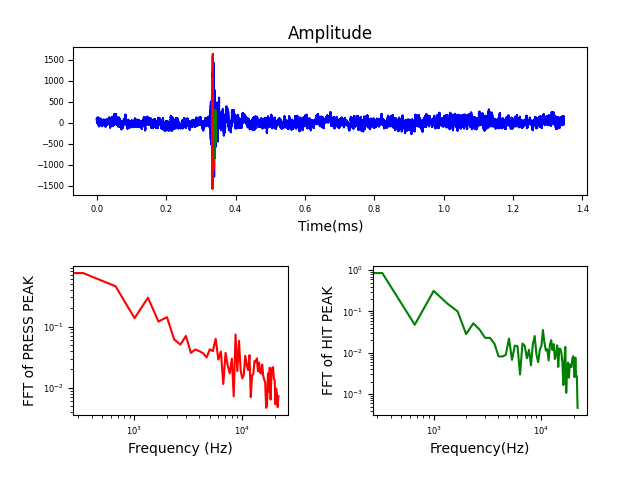 Amplitude
1500
1000
500
0
−500
−1000
−1500
0.0 0.2 0.4 0.6 0.8 1.0 1.2 1.4
Time(ms)
FFT of PRESS PEAK
10⁻¹
10⁻²
10³ 10⁴
Frequency (Hz)
FFT of HIT PEAK
10⁰
10⁻¹
10⁻²
10⁻³
10³ 10⁴
Frequency(Hz)